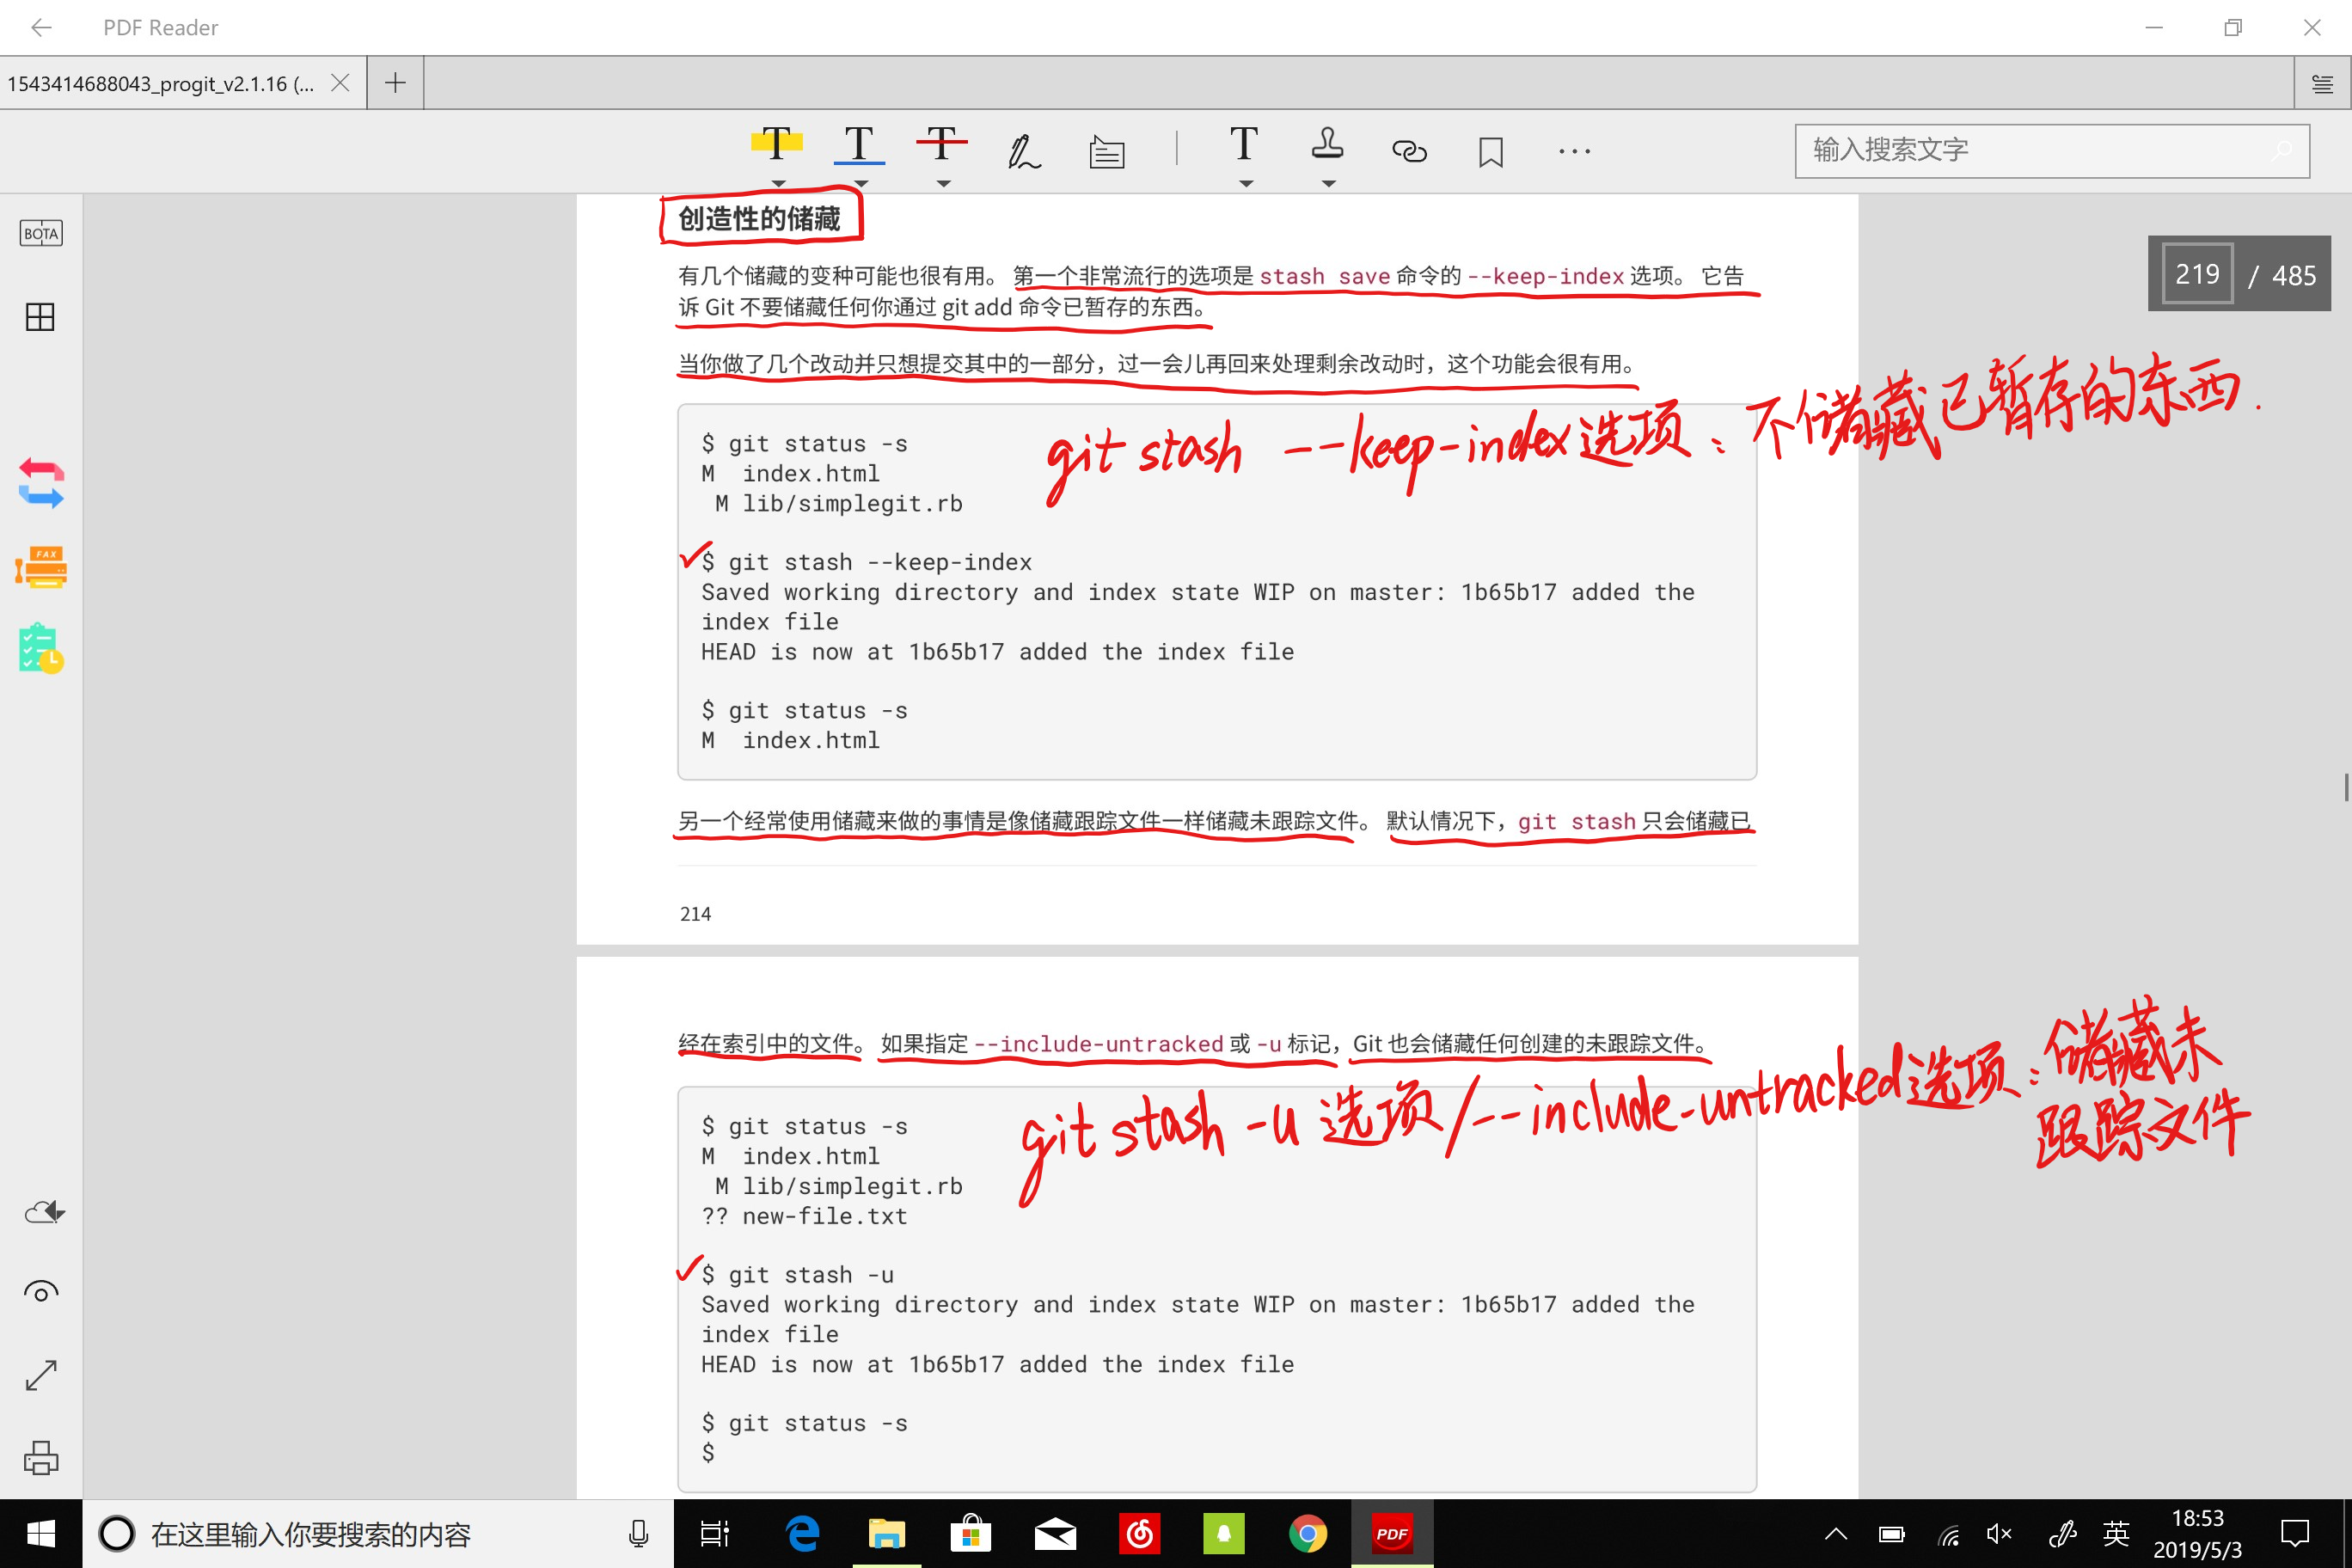 PDF Reader
1543414688043_progit_v2.1.16 (...
输入搜索文字
BOTA
FAX
219 / 485
创造性的储藏
有几个储藏的变种可能也很有用。 第一个非常流行的选项是 stash save 命令的 --keep-index 选项。 它告
诉 Git 不要储藏任何你通过 git add 命令已暂存的东西。
当你做了几个改动并只想提交其中的一部分，过一会儿再回来处理剩余改动时，这个功能会很有用。
git stash --keep-index选项：不储藏已暂存的东西.
$ git status -s
M  index.html
 M lib/simplegit.rb
$ git stash --keep-index
Saved working directory and index state WIP on master: 1b65b17 added the
index file
HEAD is now at 1b65b17 added the index file
$ git status -s
M  index.html
另一个经常使用储藏来做的事情是像储藏跟踪文件一样储藏未跟踪文件。 默认情况下，git stash 只会储藏已
214
经在索引中的文件。 如果指定 --include-untracked 或 -u 标记，Git 也会储藏任何创建的未跟踪文件。
git stash -u 选项/--include-untracked选项：储藏未
跟踪文件
$ git status -s
M  index.html
 M lib/simplegit.rb
?? new-file.txt
$ git stash -u
Saved working directory and index state WIP on master: 1b65b17 added the
index file
HEAD is now at 1b65b17 added the index file
$ git status -s
$
在这里输入你要搜索的内容
PDF
英
18:53
2019/5/3